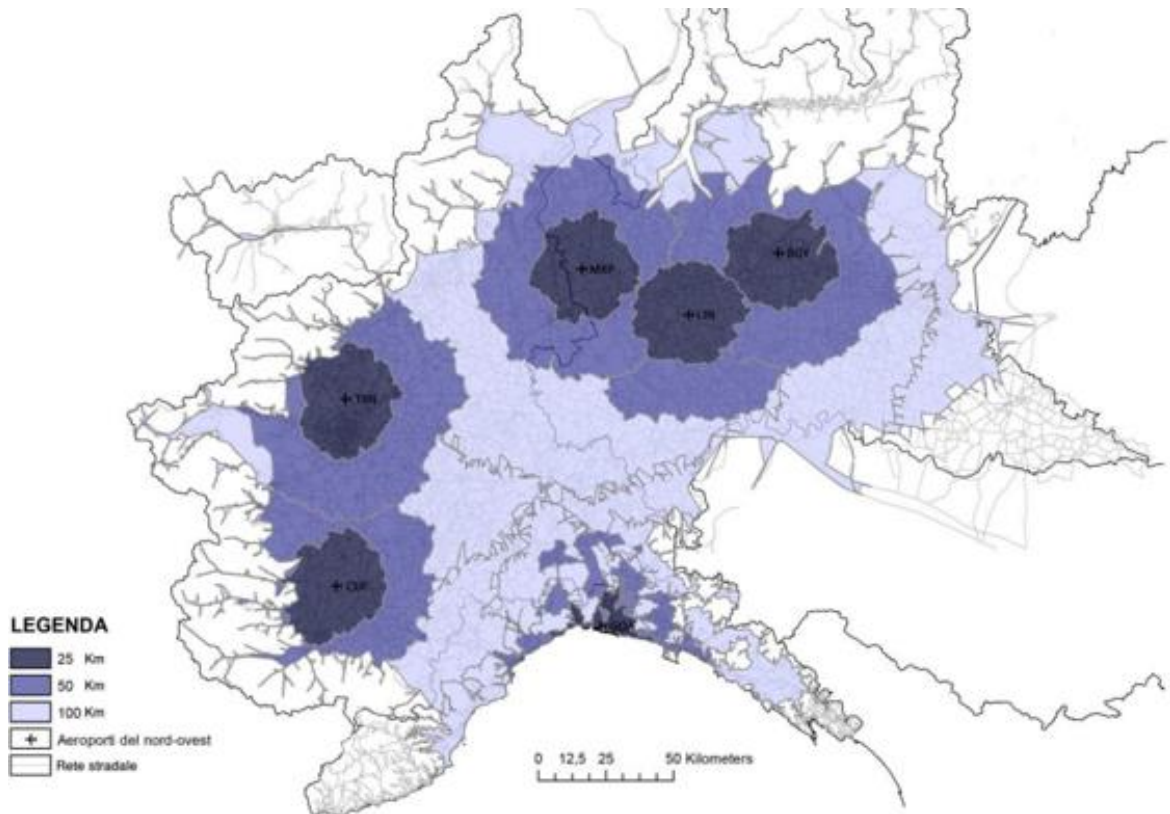 MXP
BGY
LIN
TRN
CUF
GOA
LEGENDA
25 Km
50 Km
100 Km
Aeroporti del nord-ovest
Rete stradale
0 12,5 25 50 Kilometers